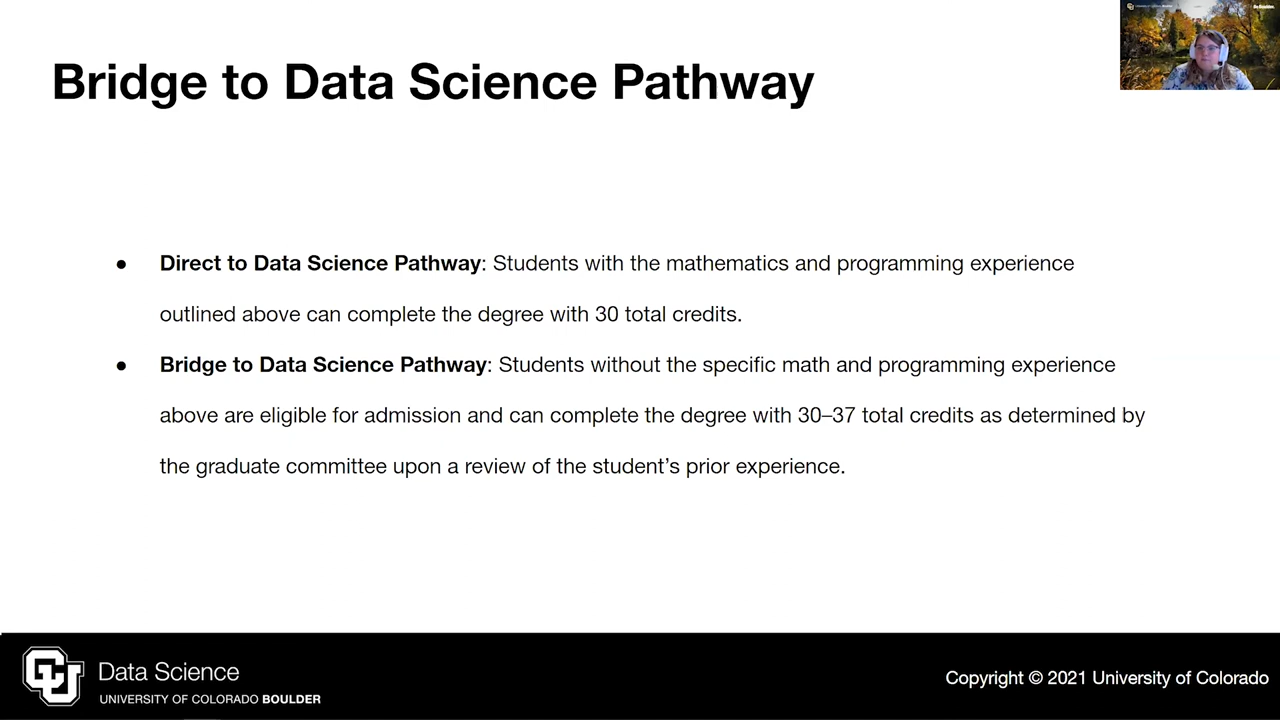 Bridge to Data Science Pathway
● Direct to Data Science Pathway: Students with the mathematics and programming experience
outlined above can complete the degree with 30 total credits.
● Bridge to Data Science Pathway: Students without the specific math and programming experience
above are eligible for admission and can complete the degree with 30–37 total credits as determined by
the graduate committee upon a review of the student’s prior experience.
CU
Data Science
UNIVERSITY OF COLORADO BOULDER
Copyright © 2021 University of Colorado